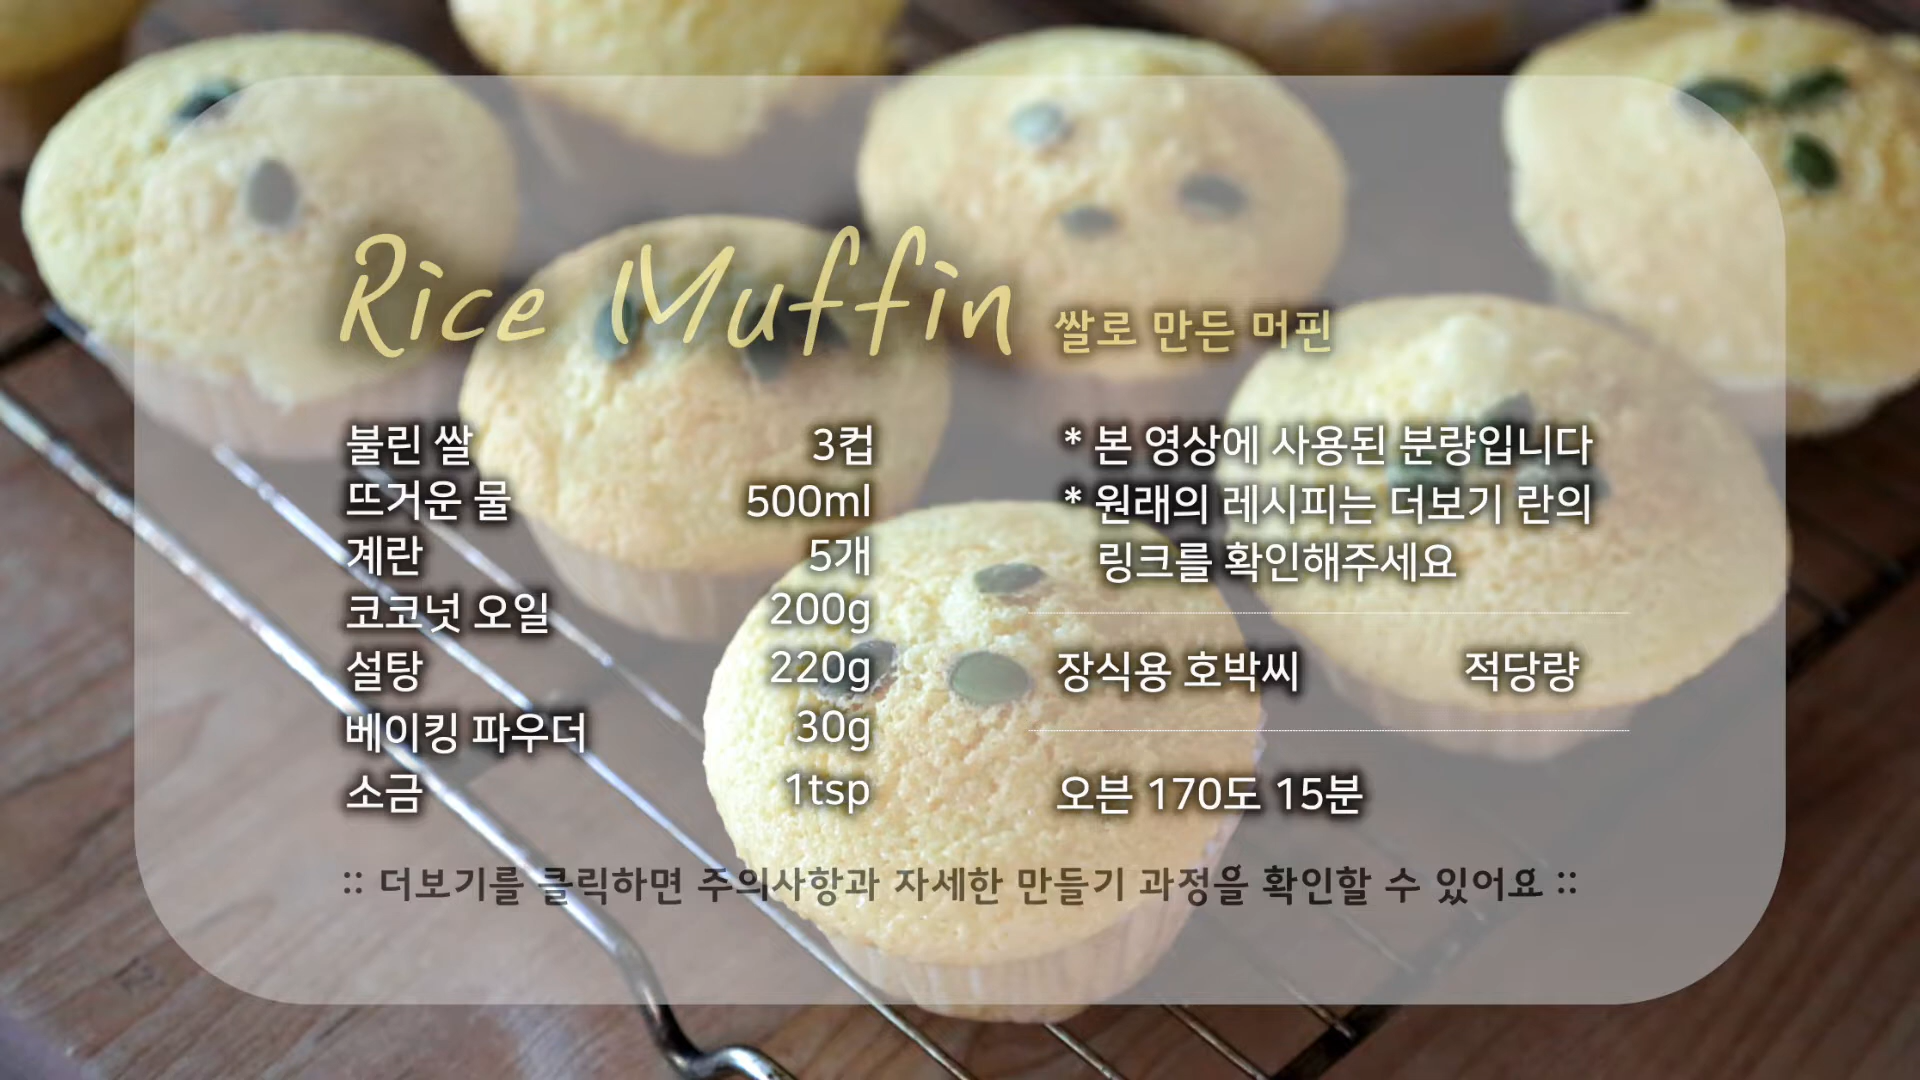 Rice Muffin 쌀로 만든 머핀
불린 쌀 3컵
뜨거운 물 500ml
계란 5개
코코넛 오일 200g
설탕 220g
베이킹 파우더 30g
소금 1tsp
* 본 영상에 사용된 분량입니다
* 원래의 레시피는 더보기 란의
링크를 확인해주세요
장식용 호박씨 적당량
오븐 170도 15분
:: 더보기를 클릭하면 주의사항과 자세한 만들기 과정을 확인할 수 있어요 ::